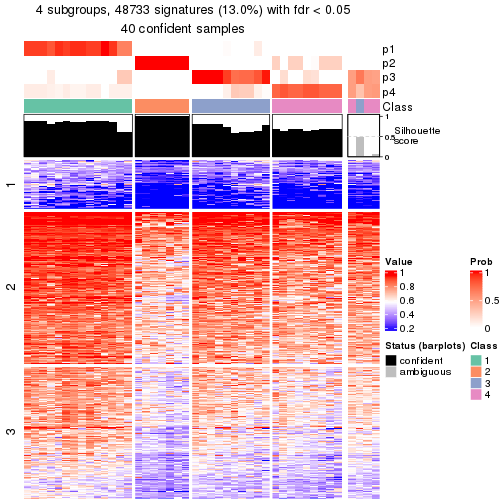 4 subgroups, 48733 signatures (13.0%) with fdr < 0.05
40 confident samples
p1
p2
p3
p4
Class
1
0.5
0
Silhouette
score
1
2
3
Value
1
0.8
0.6
0.4
0.2
Prob
1
0.5
0
Status (barplots)
confident
ambiguous
Class
1
2
3
4